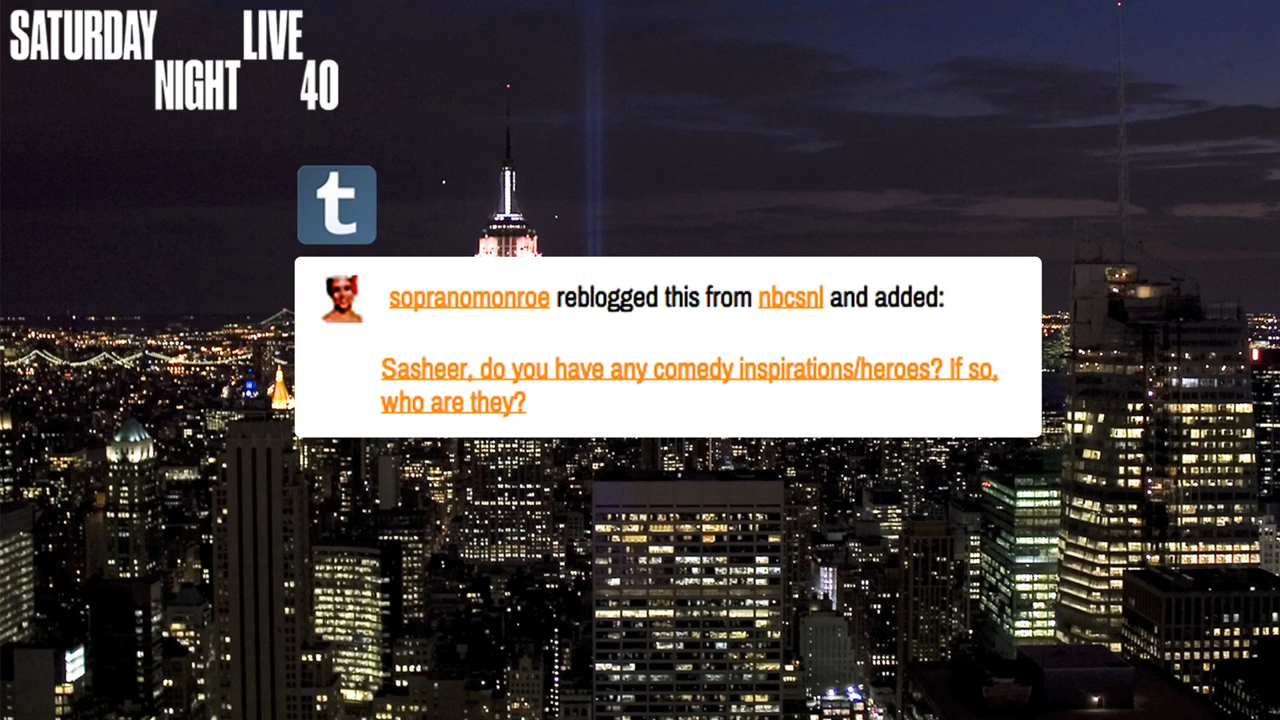 SATURDAY LIVE
NIGHT 40
t
sopranomonroe reblogged this from nbcsnl and added:
Sasheer, do you have any comedy inspirations/heroes? If so,
who are they?